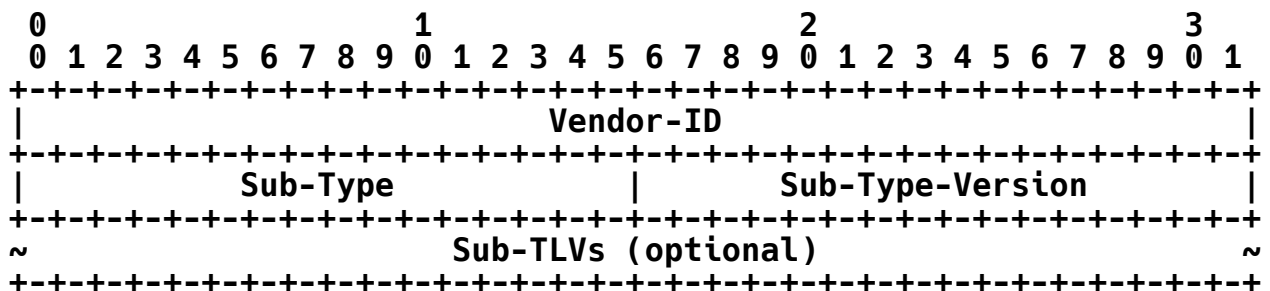 0                   1                   2                   3
 0 1 2 3 4 5 6 7 8 9 0 1 2 3 4 5 6 7 8 9 0 1 2 3 4 5 6 7 8 9 0 1
+-+-+-+-+-+-+-+-+-+-+-+-+-+-+-+-+-+-+-+-+-+-+-+-+-+-+-+-+-+-+-+-+
|                           Vendor-ID                           |
+-+-+-+-+-+-+-+-+-+-+-+-+-+-+-+-+-+-+-+-+-+-+-+-+-+-+-+-+-+-+-+-+
|           Sub-Type            |       Sub-Type-Version        |
+-+-+-+-+-+-+-+-+-+-+-+-+-+-+-+-+-+-+-+-+-+-+-+-+-+-+-+-+-+-+-+-+
~                      Sub-TLVs (optional)                      ~
+-+-+-+-+-+-+-+-+-+-+-+-+-+-+-+-+-+-+-+-+-+-+-+-+-+-+-+-+-+-+-+-+